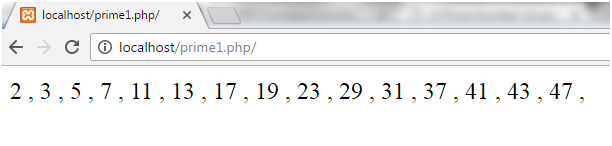 localhost/prime1.php/
localhost/prime1.php/
2 , 3 , 5 , 7 , 11 , 13 , 17 , 19 , 23 , 29 , 31 , 37 , 41 , 43 , 47 ,